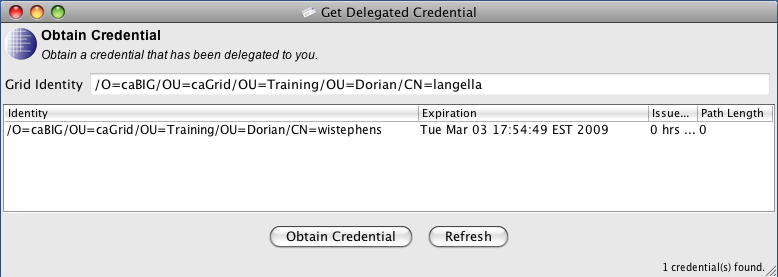 Get Delegated Credential
Obtain Credential
Obtain a credential that has been delegated to you.
Grid Identity /O=caBIG/OU=caGrid/OU=Training/OU=Dorian/CN=langella
Identity Expiration Issue... Path Length
/O=caBIG/OU=caGrid/OU=Training/OU=Dorian/CN=wistephens Tue Mar 03 17:54:49 EST 2009 0 hrs ... 0
Obtain Credential Refresh
1 credential(s) found.